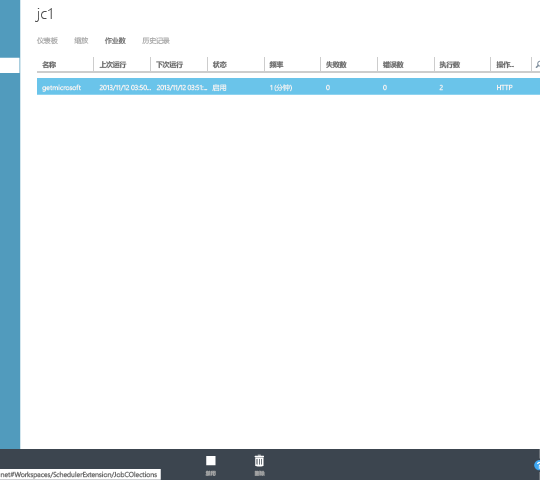 jc1
仪表板 缩放 作业数 历史记录
名称 上次运行 下次运行 状态 频率 失败数 错误数 执行数 操作...
getmicrosoft 2013/11/12 03:50... 2013/11/12 03:51:... 启用 1 (分钟) 0 0 2 HTTP
禁用 删除
net#Workspaces/SchedulerExtension/JobCOlections